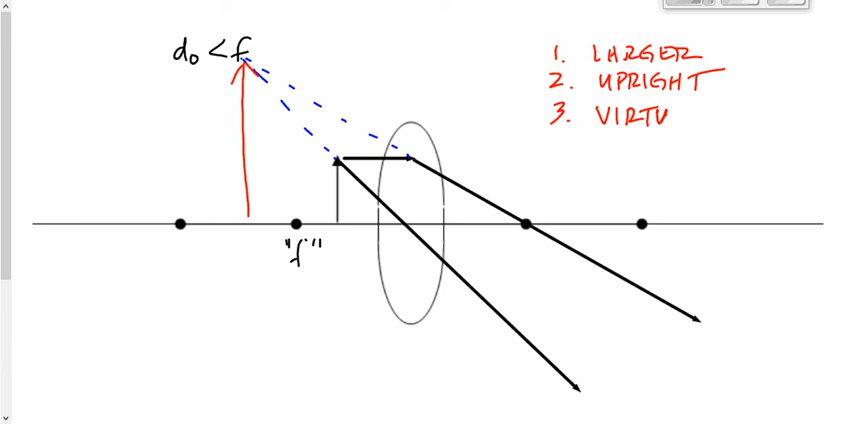 d₀ < f
1. LARGER
2. UPRIGHT
3. VIRTU
"f"